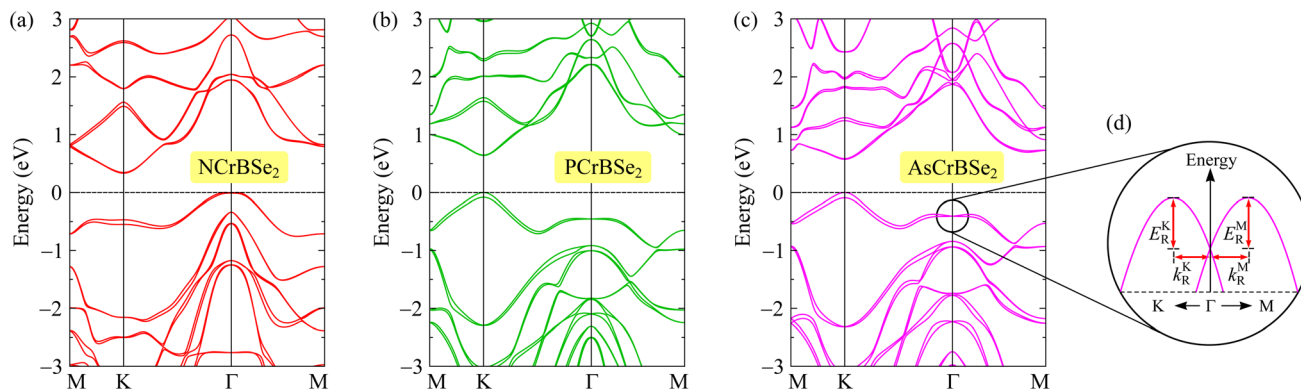 (a)
3
2
1
0
−1
−2
−3
Energy (eV)
NCrBSe2
M K Γ M
(b)
3
2
1
0
−1
−2
−3
Energy (eV)
PCrBSe2
M K Γ M
(c)
3
2
1
0
−1
−2
−3
Energy (eV)
AsCrBSe2
M K Γ M
(d)
Energy
E_R^K E_R^M
k_R^K k_R^M
K Γ M